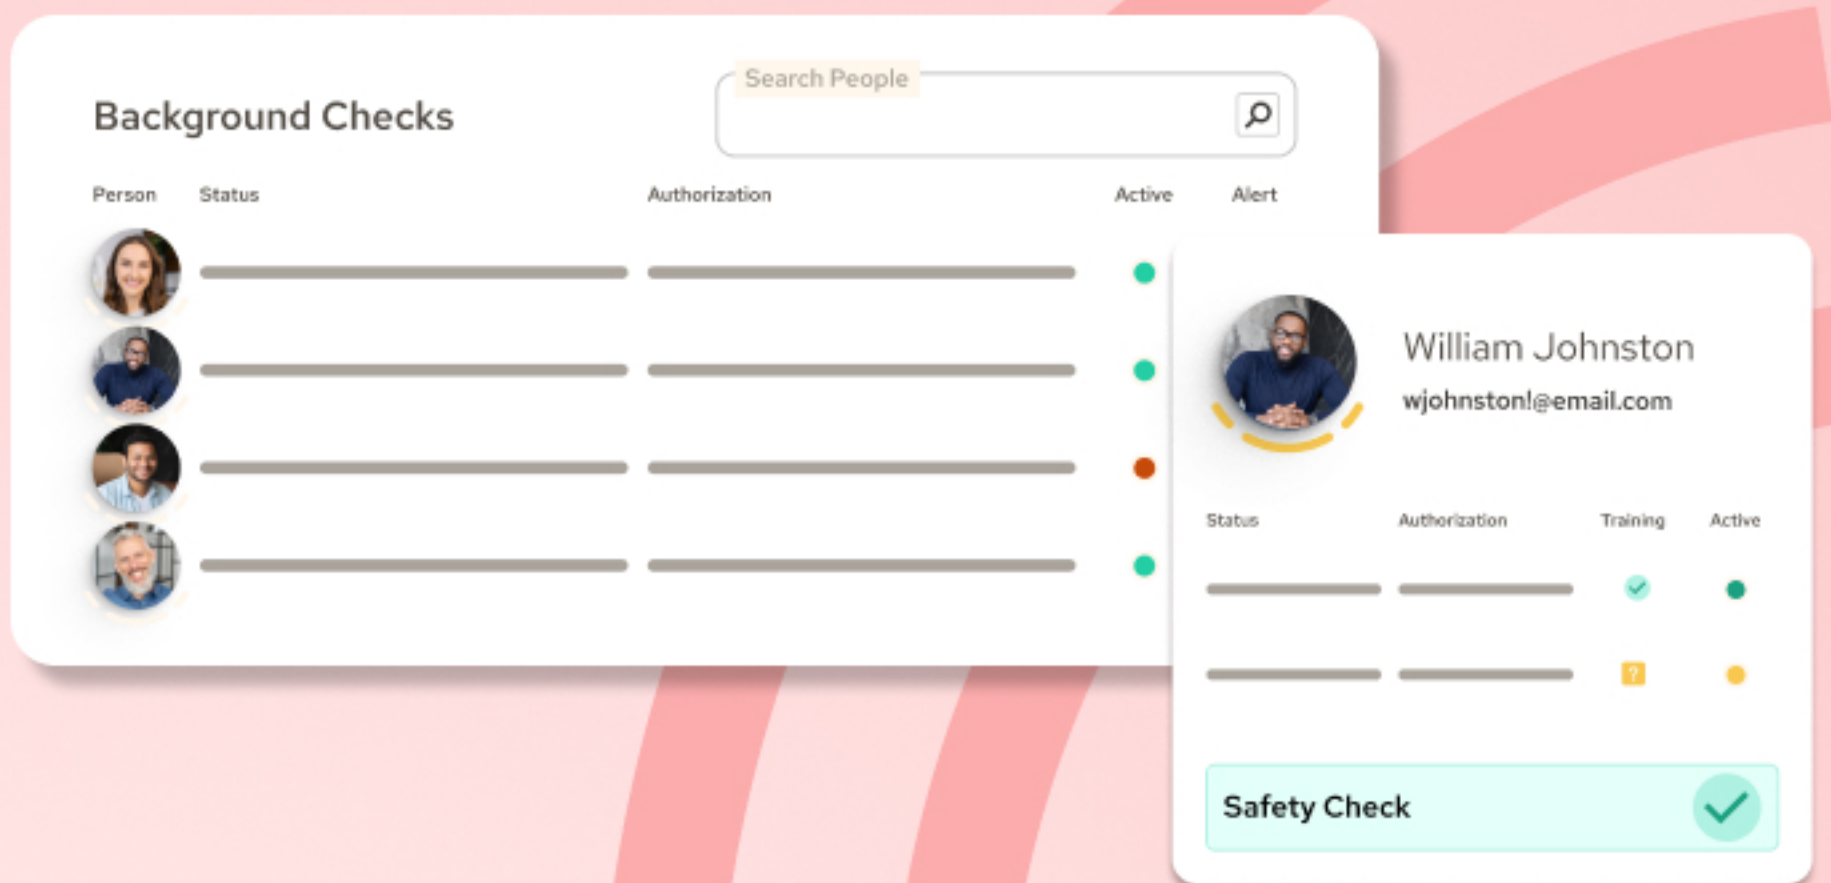 Background Checks
Search People
Person Status Authorization Active Alert
William Johnston
wjohnston!@email.com
Status Authorization Training Active
?
Safety Check